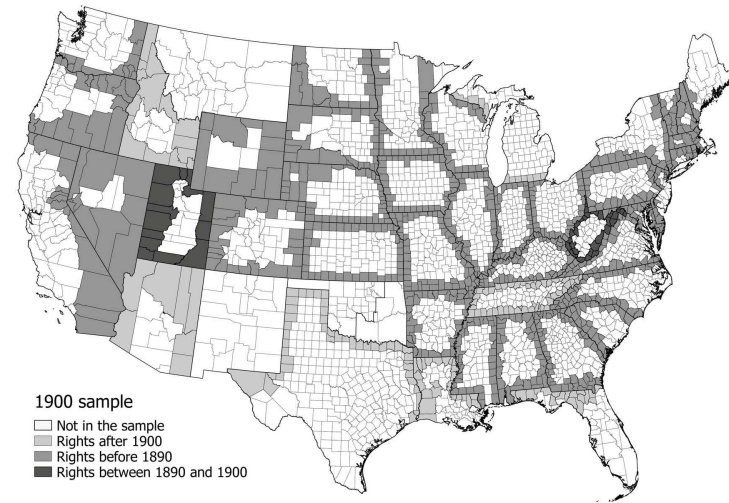 1900 sample
Not in the sample
Rights after 1900
Rights before 1890
Rights between 1890 and 1900